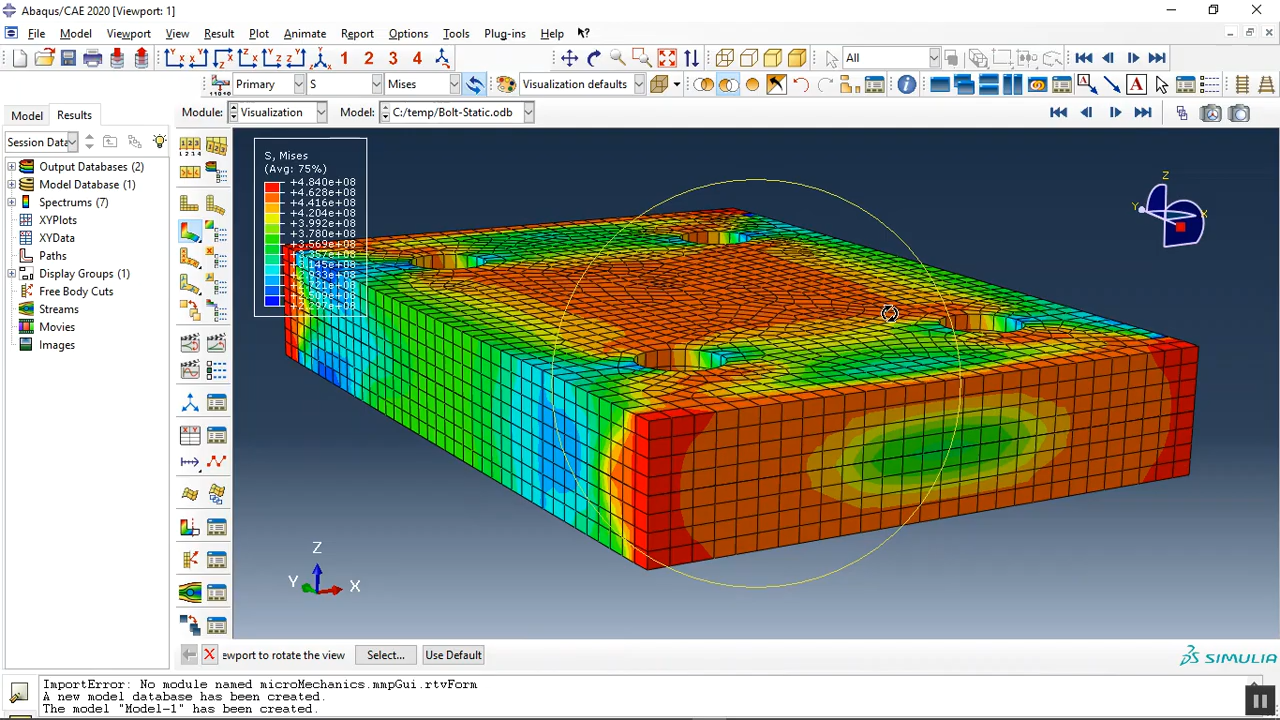 Abaqus/CAE 2020 [Viewport: 1]
File Model Viewport View Result Plot Animate Report Options Tools Plug-ins Help
1 2 3 4 All
Primary S Mises Visualization defaults
Model Results
Module: Visualization Model: C:/temp/Bolt-Static.odb
Session Data
Output Databases (2)
Model Database (1)
Spectrums (7)
XYPlots
XYData
Paths
Display Groups (1)
Free Body Cuts
Streams
Movies
Images
S, Mises
(Avg: 75%)
+4.840e+08
+4.628e+08
+4.416e+08
+4.204e+08
+3.992e+08
+3.780e+08
+3.569e+08
Z
Y
X
Z
Y
X
ewport to rotate the view Select... Use Default
SIMULIA
ImportError: No module named microMechanics.mmpGui.rtvForm
A new model database has been created.
The model "Model-1" has been created.